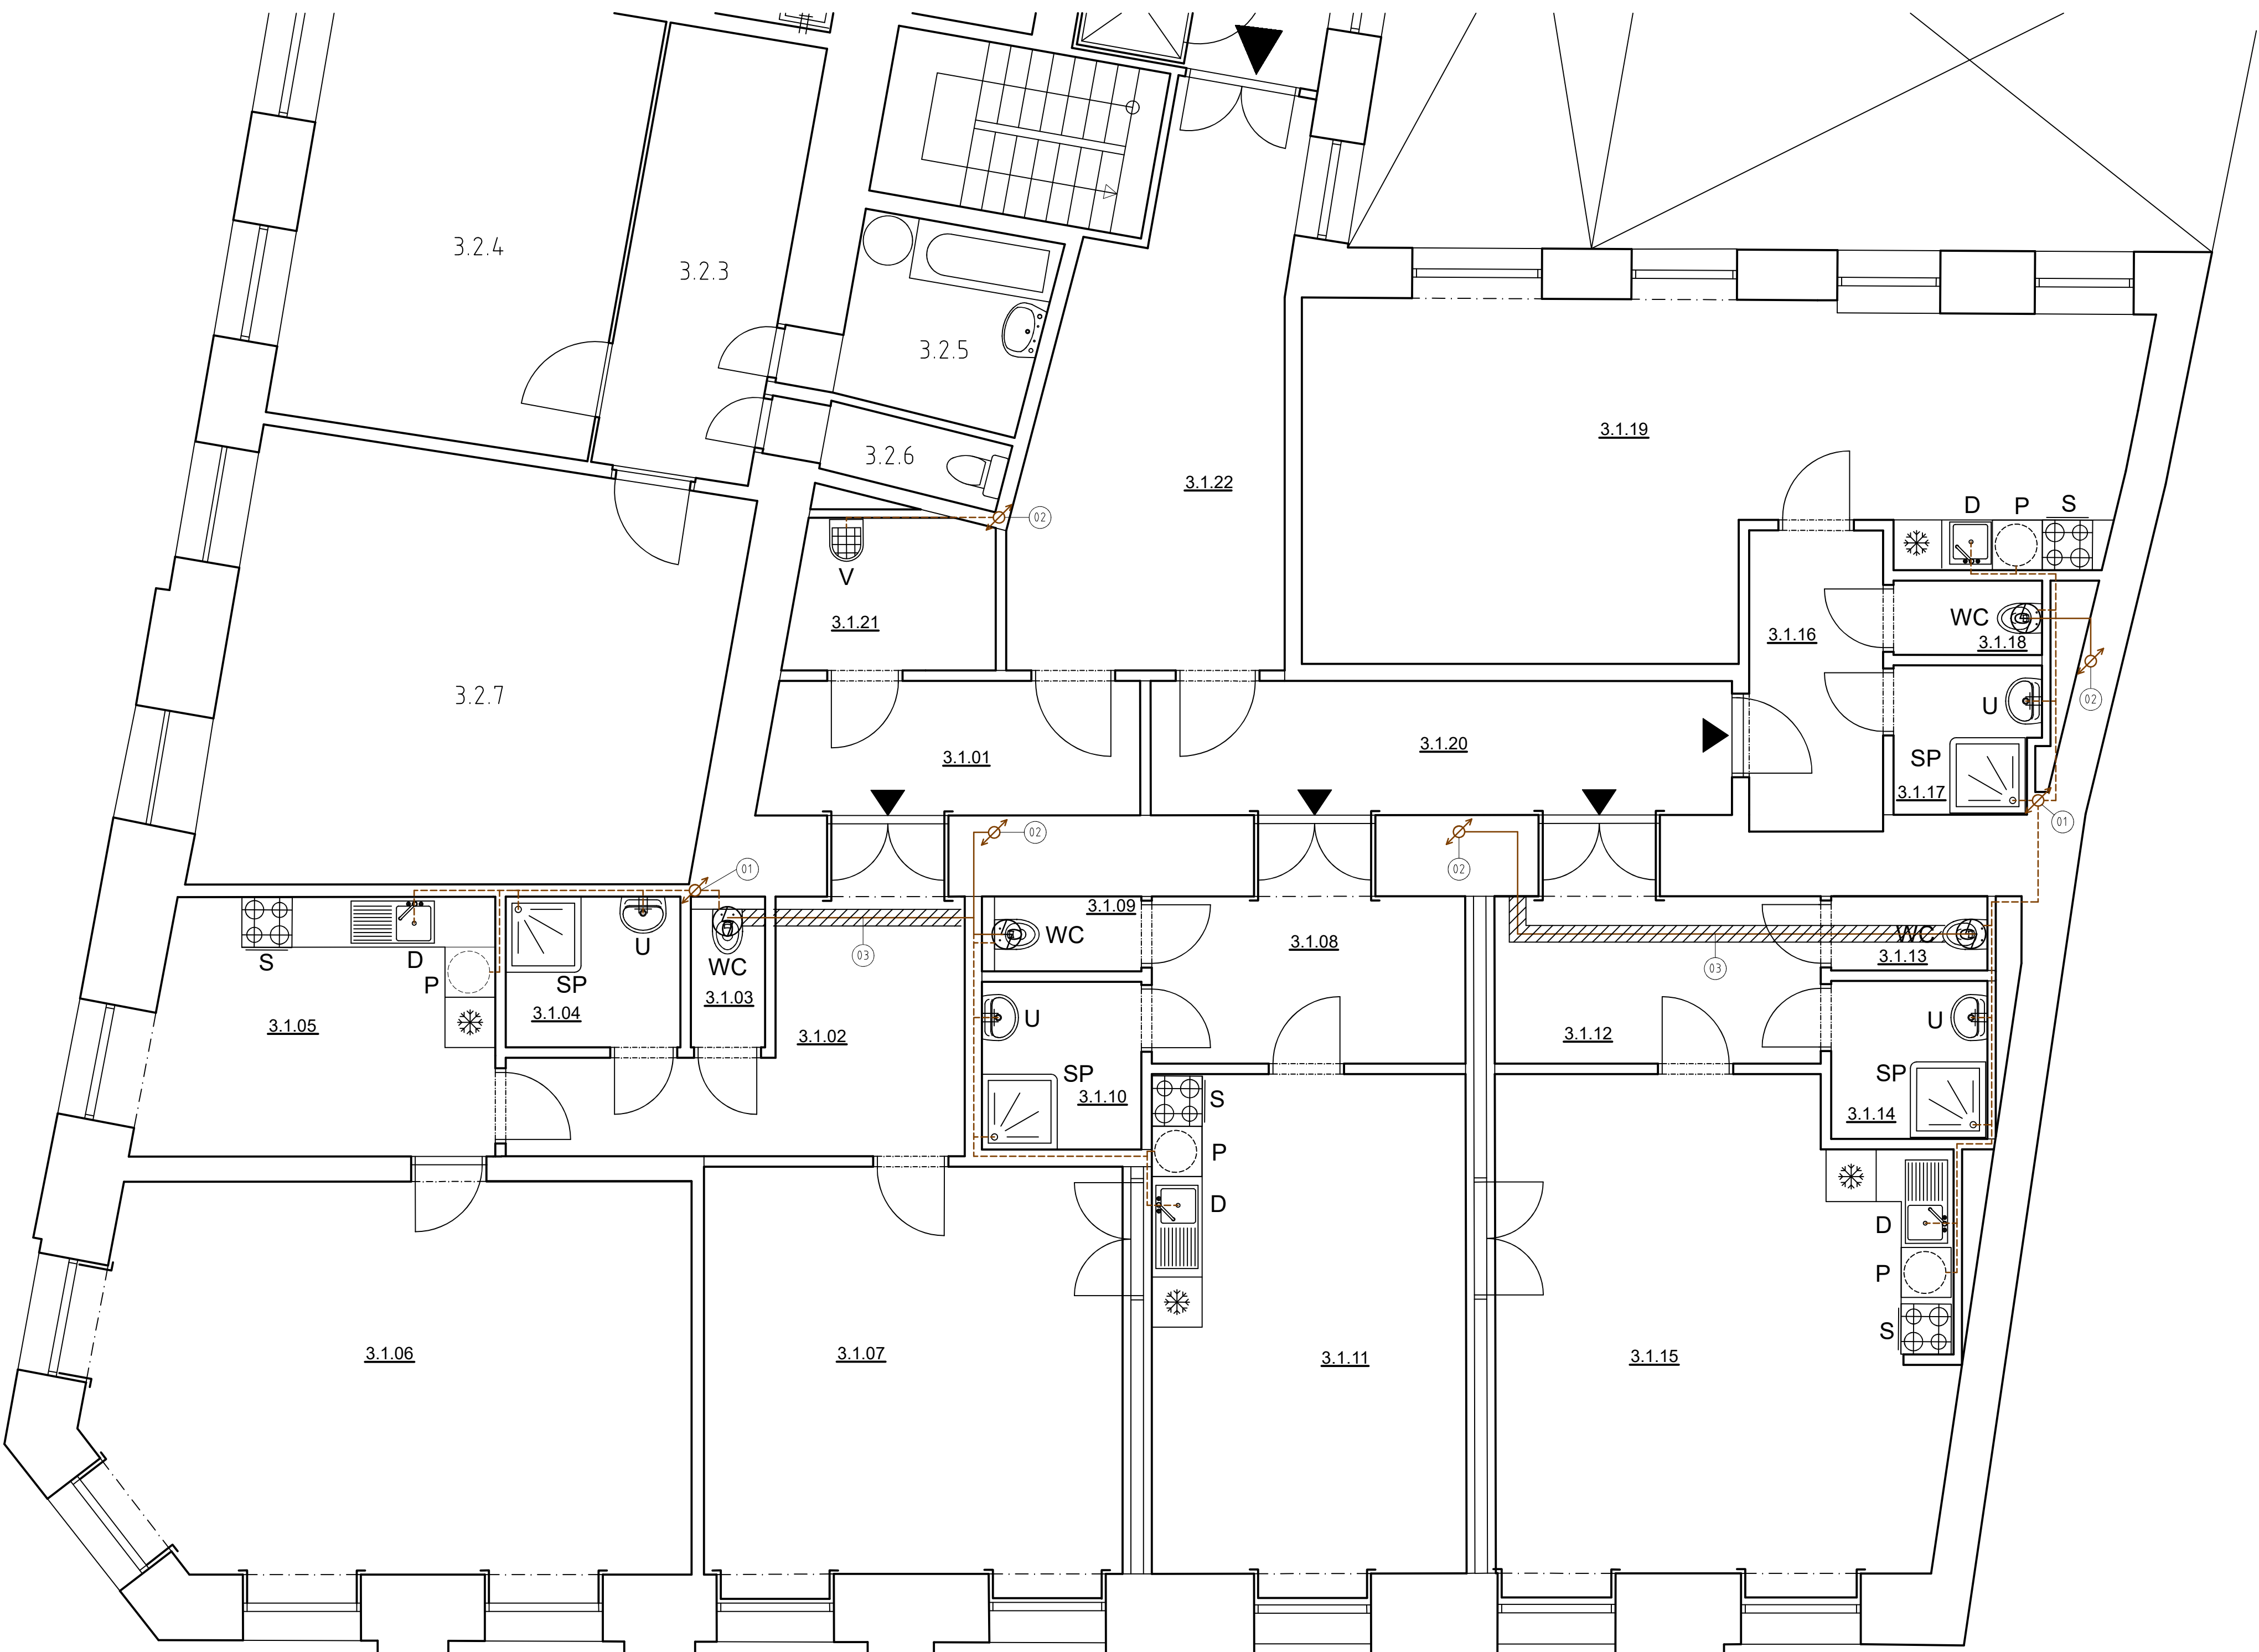 3.2.4
3.2.3
3.2.5
3.2.6
3.1.22
3.1.19
D
P
S
02
V
3.1.21
WC
3.1.18
3.1.16
3.2.7
02
U
3.1.01
3.1.20
SP
3.1.17
01
02
02
01
S
D
P
U
SP
3.1.04
WC
3.1.03
03
3.1.09
WC
3.1.08
WC
3.1.13
03
3.1.05
3.1.02
U
3.1.12
U
SP
3.1.10
S
SP
3.1.14
P
D
D
P
S
3.1.06
3.1.07
3.1.11
3.1.15